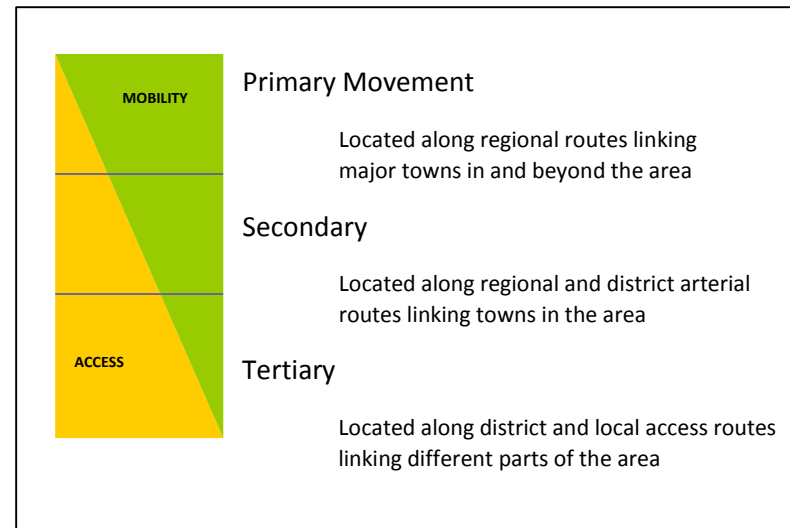 MOBILITY
Primary Movement
Located along regional routes linking
major towns in and beyond the area
Secondary
Located along regional and district arterial
routes linking towns in the area
ACCESS
Tertiary
Located along district and local access routes
linking different parts of the area